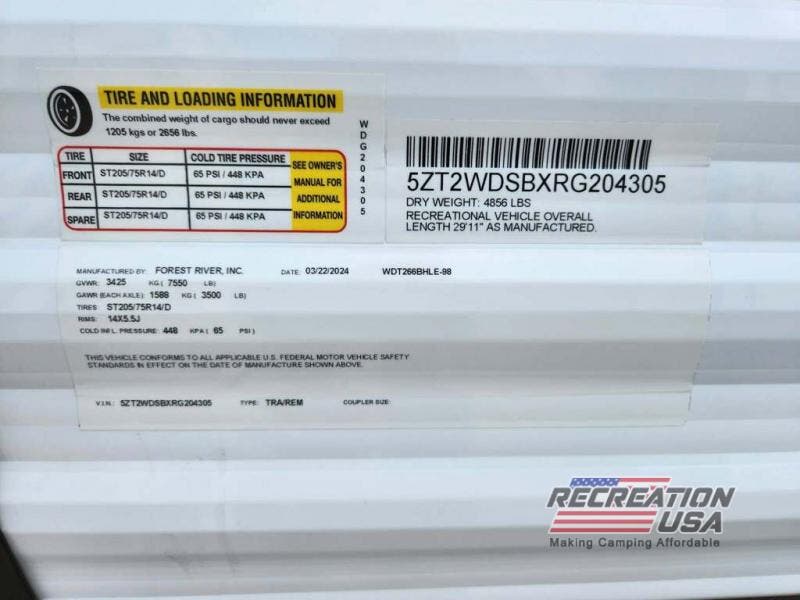 TIRE AND LOADING INFORMATION
The combined weight of cargo should never exceed
1205 kgs or 2656 lbs.
TIRE SIZE COLD TIRE PRESSURE SEE OWNER'S MANUAL FOR ADDITIONAL INFORMATION
FRONT ST205/75R14/D 65 PSI / 448 KPA
REAR ST205/75R14/D 65 PSI / 448 KPA
SPARE ST205/75R14/D 65 PSI / 448 KPA
WDG204305
5ZT2WDSBXRG204305
DRY WEIGHT: 4856 LBS
RECREATIONAL VEHICLE OVERALL
LENGTH 29'11" AS MANUFACTURED.
MANUFACTURED BY: FOREST RIVER, INC. DATE: 03/22/2024 WDT266BHLE-98
GVWR: 3425 KG ( 7550 LB)
GAWR (EACH AXLE): 1588 KG ( 3500 LB)
TIRES: ST205/75R14/D
RIMS: 14X5.5J
COLD INFL. PRESSURE: 448 KPA ( 65 PSI )
THIS VEHICLE CONFORMS TO ALL APPLICABLE U.S. FEDERAL MOTOR VEHICLE SAFETY
STANDARDS IN EFFECT ON THE DATE OF MANUFACTURE SHOWN ABOVE.
V.I.N.: 5ZT2WDSBXRG204305 TYPE: TRA/REM COUPLER SIZE:
RECREATION
USA
Making Camping Affordable